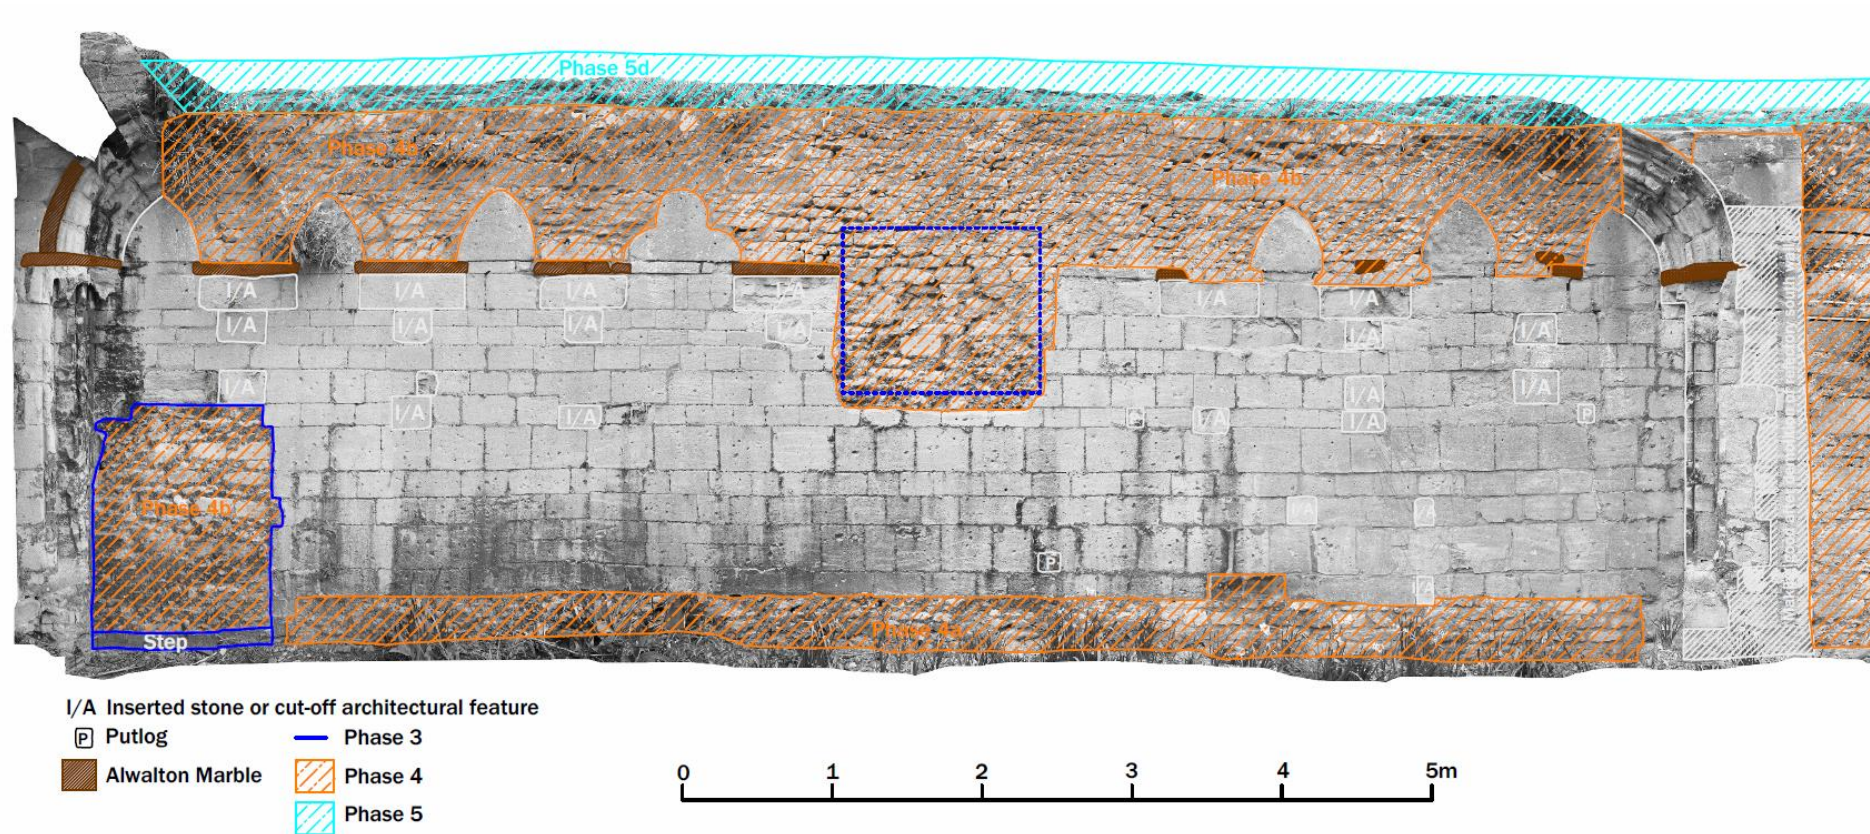 Phase 5d
Phase 4b
Phase 4b
I/A I/A I/A I/A I/A I/A
I/A I/A I/A I/A I/A I/A
I/A I/A I/A
I/A I/A P I/A I/A P
Phase 4b
I/A I/A
P
Phase 4a
Step
I/A Inserted stone or cut-off architectural feature
P Putlog
Phase 3
Alwalton Marble
Phase 4
Phase 5
0 1 2 3 4 5m